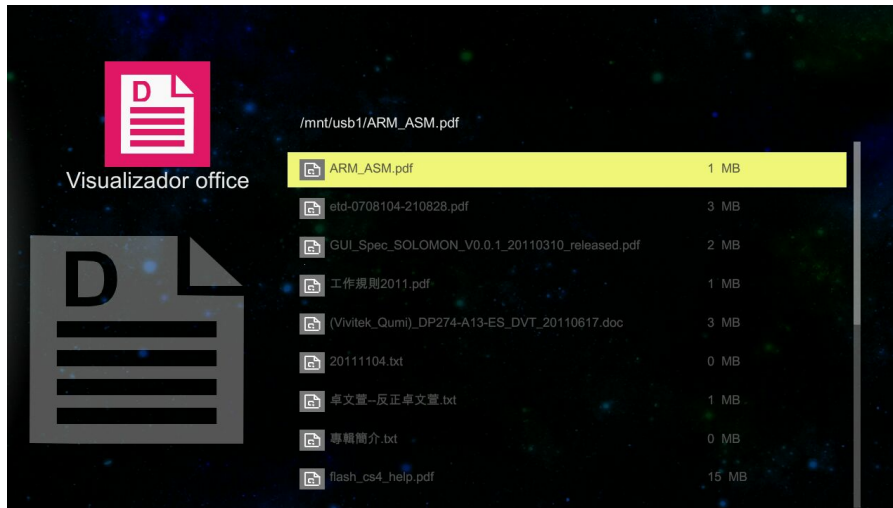 D
Visualizador office
D
/mnt/usb1/ARM_ASM.pdf
ARM_ASM.pdf 1 MB
etd-0708104-210828.pdf 3 MB
GUI_Spec_SOLOMON_V0.0.1_20110310_released.pdf 2 MB
工作規則2011.pdf 1 MB
(Vivitek_Qumi)_DP274-A13-ES_DVT_20110617.doc 3 MB
20111104.txt 0 MB
卓文萱--反正卓文萱.txt 1 MB
專輯簡介.txt 0 MB
flash_cs4_help.pdf 15 MB